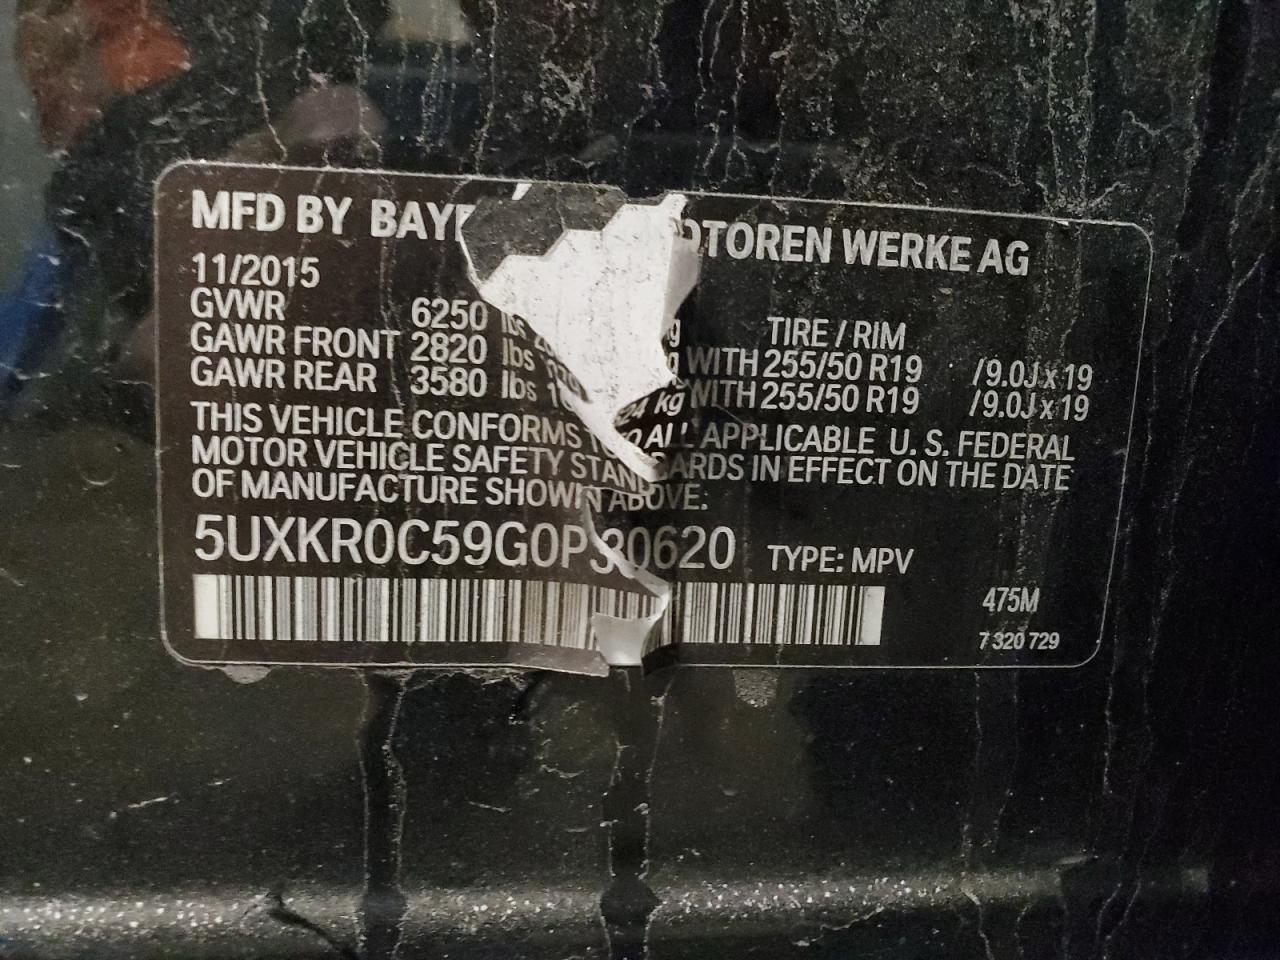 MFD BY BAYE OTOREN WERKE AG
11/2015
GVWR 6250 lbs TIRE / RIM
GAWR FRONT 2820 lbs WITH 255/50 R19 /9.0J x 19
GAWR REAR 3580 lbs kg WITH 255/50 R19 /9.0J x 19
THIS VEHICLE CONFORMS TO ALL APPLICABLE U. S. FEDERAL
MOTOR VEHICLE SAFETY STANDARDS IN EFFECT ON THE DATE
OF MANUFACTURE SHOWN ABOVE.
5UXKR0C59G0P30620 TYPE: MPV
475M
7 320 729